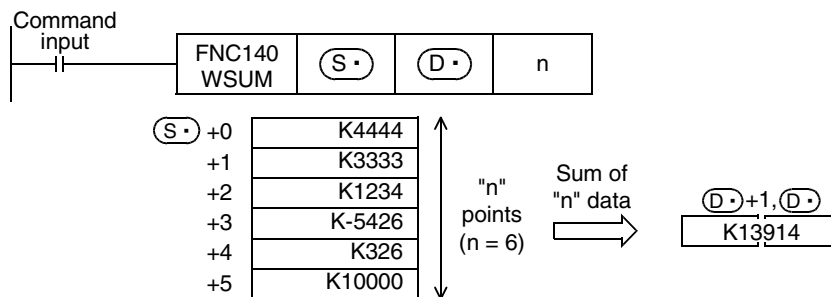 Command
input
FNC140
WSUM
S·
D·
n
S· +0 K4444
+1 K3333
+2 K1234
+3 K-5426
+4 K326
+5 K10000
"n"
points
(n = 6)
Sum of
"n" data
D·+1, D·
K13914